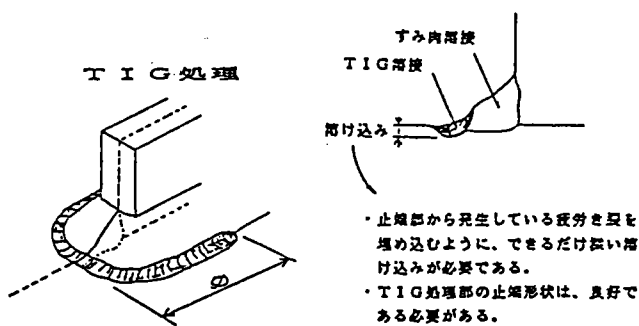 TIG処理
すみ肉溶接
TIG溶接
溶け込み
・止端部から発生している疲労き裂を
埋め込むように、できるだけ深い溶
け込みが必要である。
・TIG処理部の止端形状は、良好で
ある必要がある。